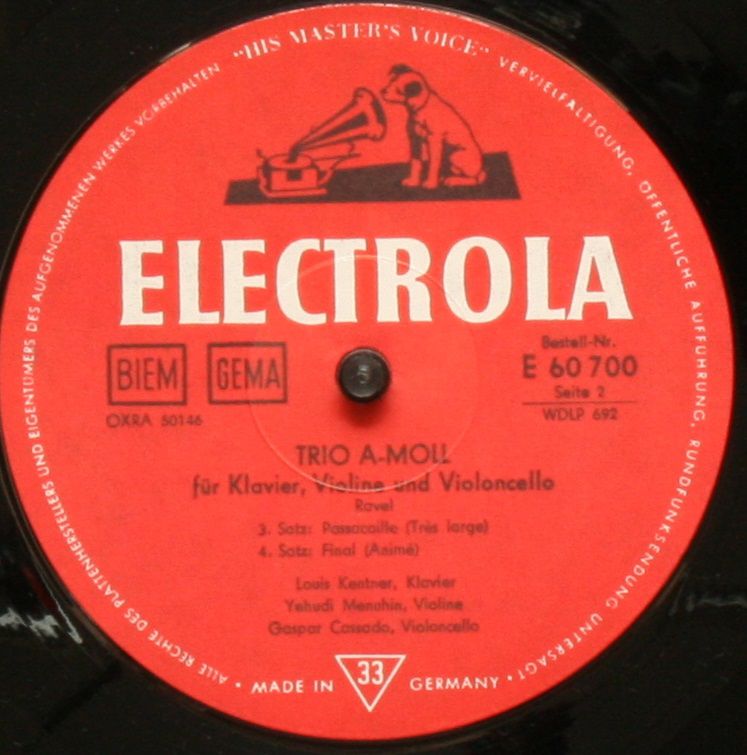 "HIS MASTER'S VOICE"
VERVIELFÄLTIGUNG, ÖFFENTLICHE AUFFÜHRUNG, RUNDFUNKSENDUNG UNTERSAGT •
ALLE RECHTE DES PLATTENHERSTELLERS UND EIGENTÜMERS DES AUFGENOMMENEN WERKES VORBEHALTEN
ELECTROLA
BIEM GEMA
OXRA 50146
5
Bestell-Nr.
E 60 700
Seite 2
WDLP 692
TRIO A-MOLL
für Klavier, Violine und Violoncello
Ravel
3. Satz: Passacaille (Très large)
4. Satz: Final (Animé)
Louis Kentner, Klavier
Yehudi Menuhin, Violine
Gaspar Cassado, Violoncello
• MADE IN 33 GERMANY •